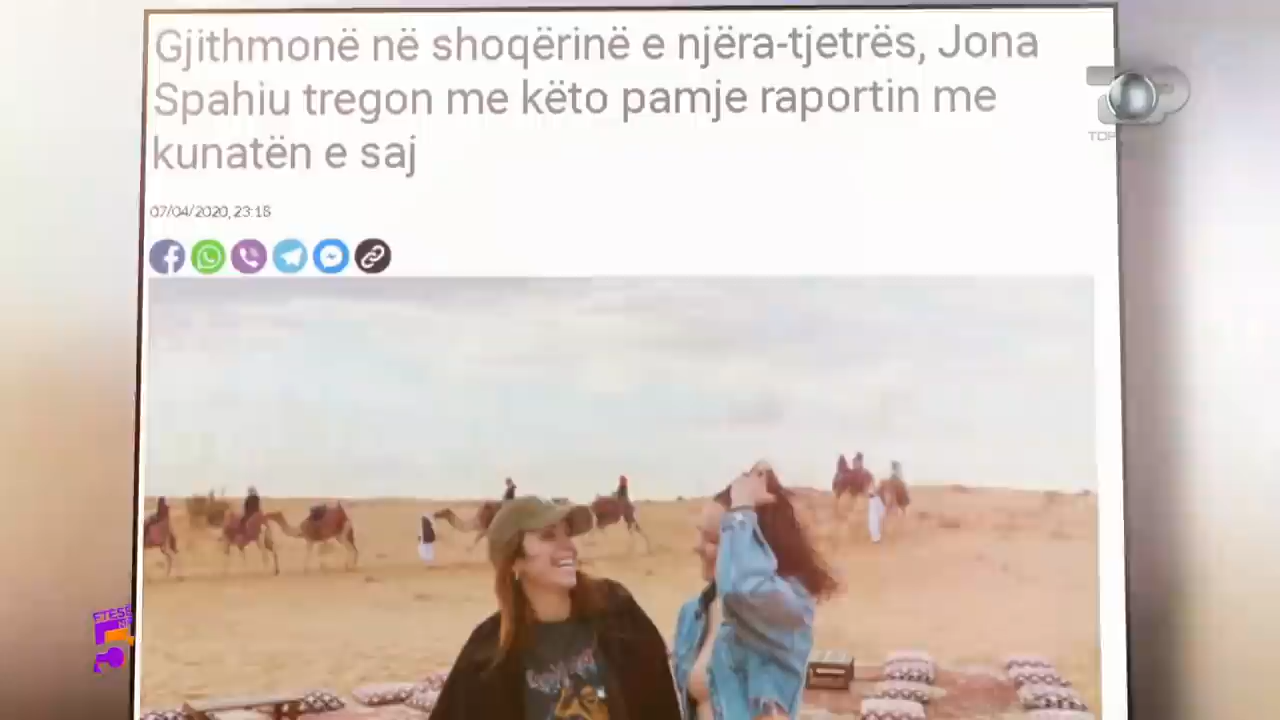 Gjithmonë në shoqërinë e njëra-tjetrës, Jona
Spahiu tregon me këto pamje raportin me
kunatën e saj
07/04/2020, 23:18
TOP